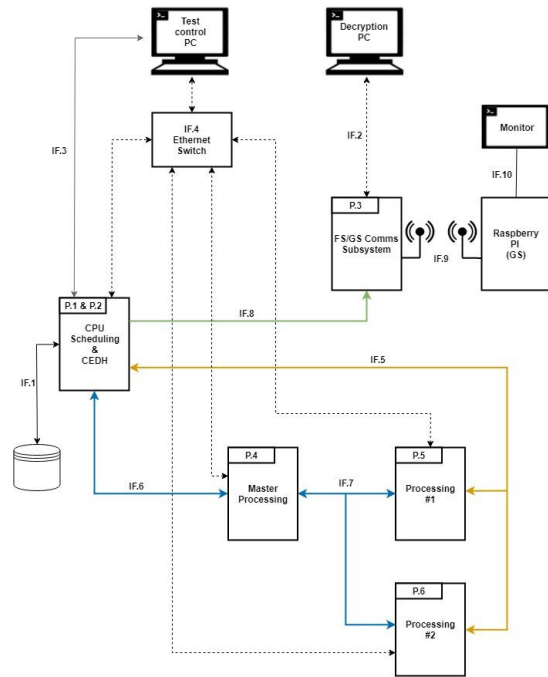 Test
control
PC
Decryption
PC
IF.4
Ethernet
Switch
IF.3
IF.2
Monitor
IF.10
P.3
FS/GS Comms
Subsystem
Raspberry
PI
(GS)
IF.9
P.1 & P.2
CPU
Scheduling
&
CEDH
IF.8
IF.1
IF.5
P.4
Master
Processing
P.5
Processing
#1
IF.6
IF.7
P.6
Processing
#2